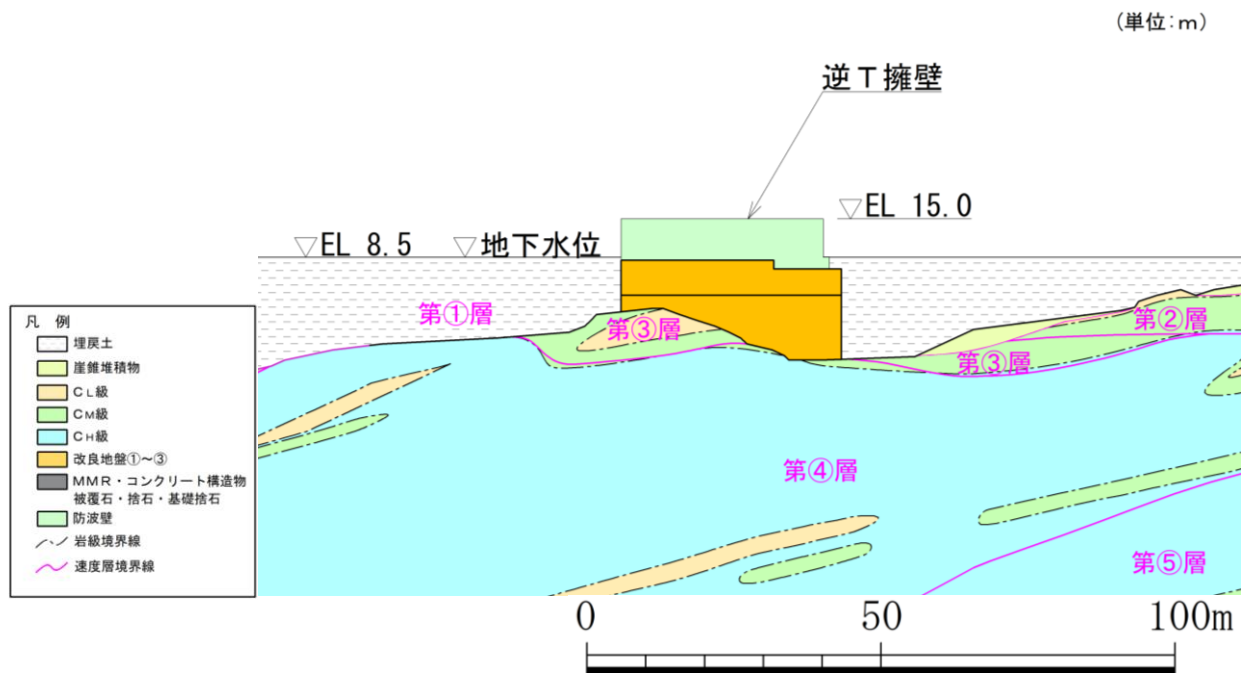 (単位:m)
逆T擁壁
▽EL 15.0
▽EL 8.5 ▽地下水位
第①層
第③層
第②層
第③層
第④層
第⑤層
凡 例
埋戻土
崖錐堆積物
CL級
CM級
CH級
改良地盤①~③
MMR・コンクリート構造物
被覆石・捨石・基礎捨石
防波壁
岩級境界線
速度層境界線
0 50 100m